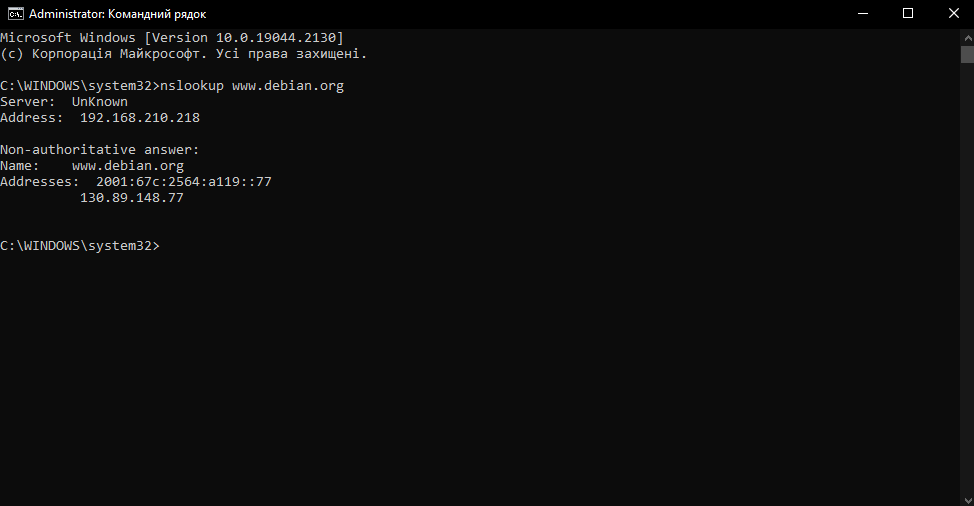 Administrator: Командний рядок
Microsoft Windows [Version 10.0.19044.2130]
(c) Корпорація Майкрософт. Усі права захищені.
C:\WINDOWS\system32>nslookup www.debian.org
Server:  UnKnown
Address:  192.168.210.218
Non-authoritative answer:
Name:    www.debian.org
Addresses:  2001:67c:2564:a119::77
          130.89.148.77
C:\WINDOWS\system32>